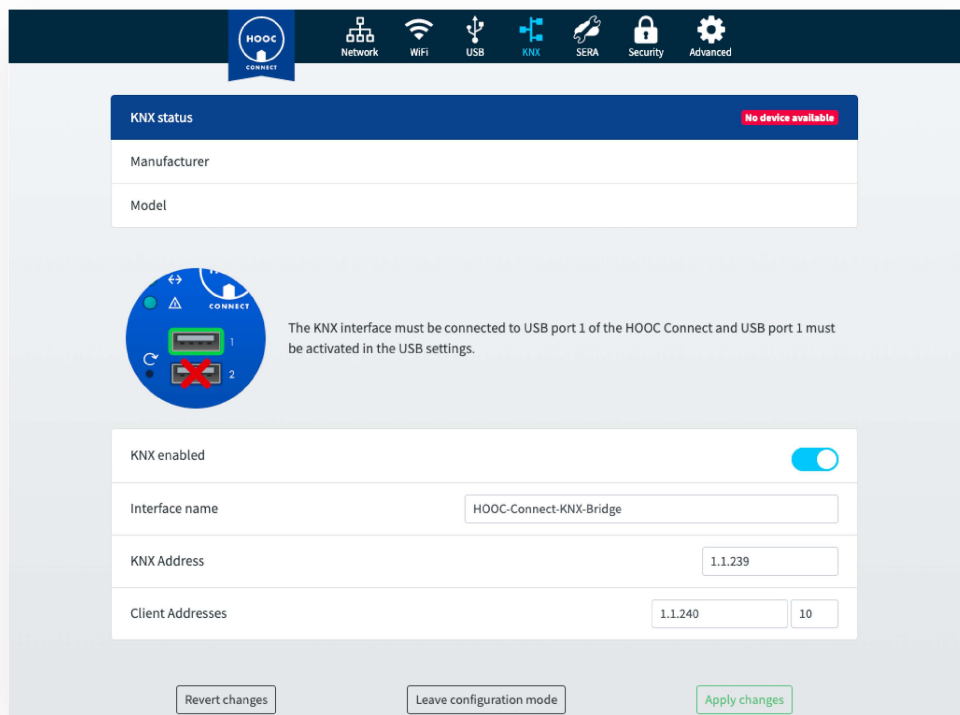 HOOC
CONNECT
Network
WiFi
USB
KNX
SERA
Security
Advanced
KNX status
No device available
Manufacturer
Model
CONNECT
1
2
The KNX interface must be connected to USB port 1 of the HOOC Connect and USB port 1 must
be activated in the USB settings.
KNX enabled
Interface name
HOOC-Connect-KNX-Bridge
KNX Address
1.1.239
Client Addresses
1.1.240
10
Revert changes
Leave configuration mode
Apply changes